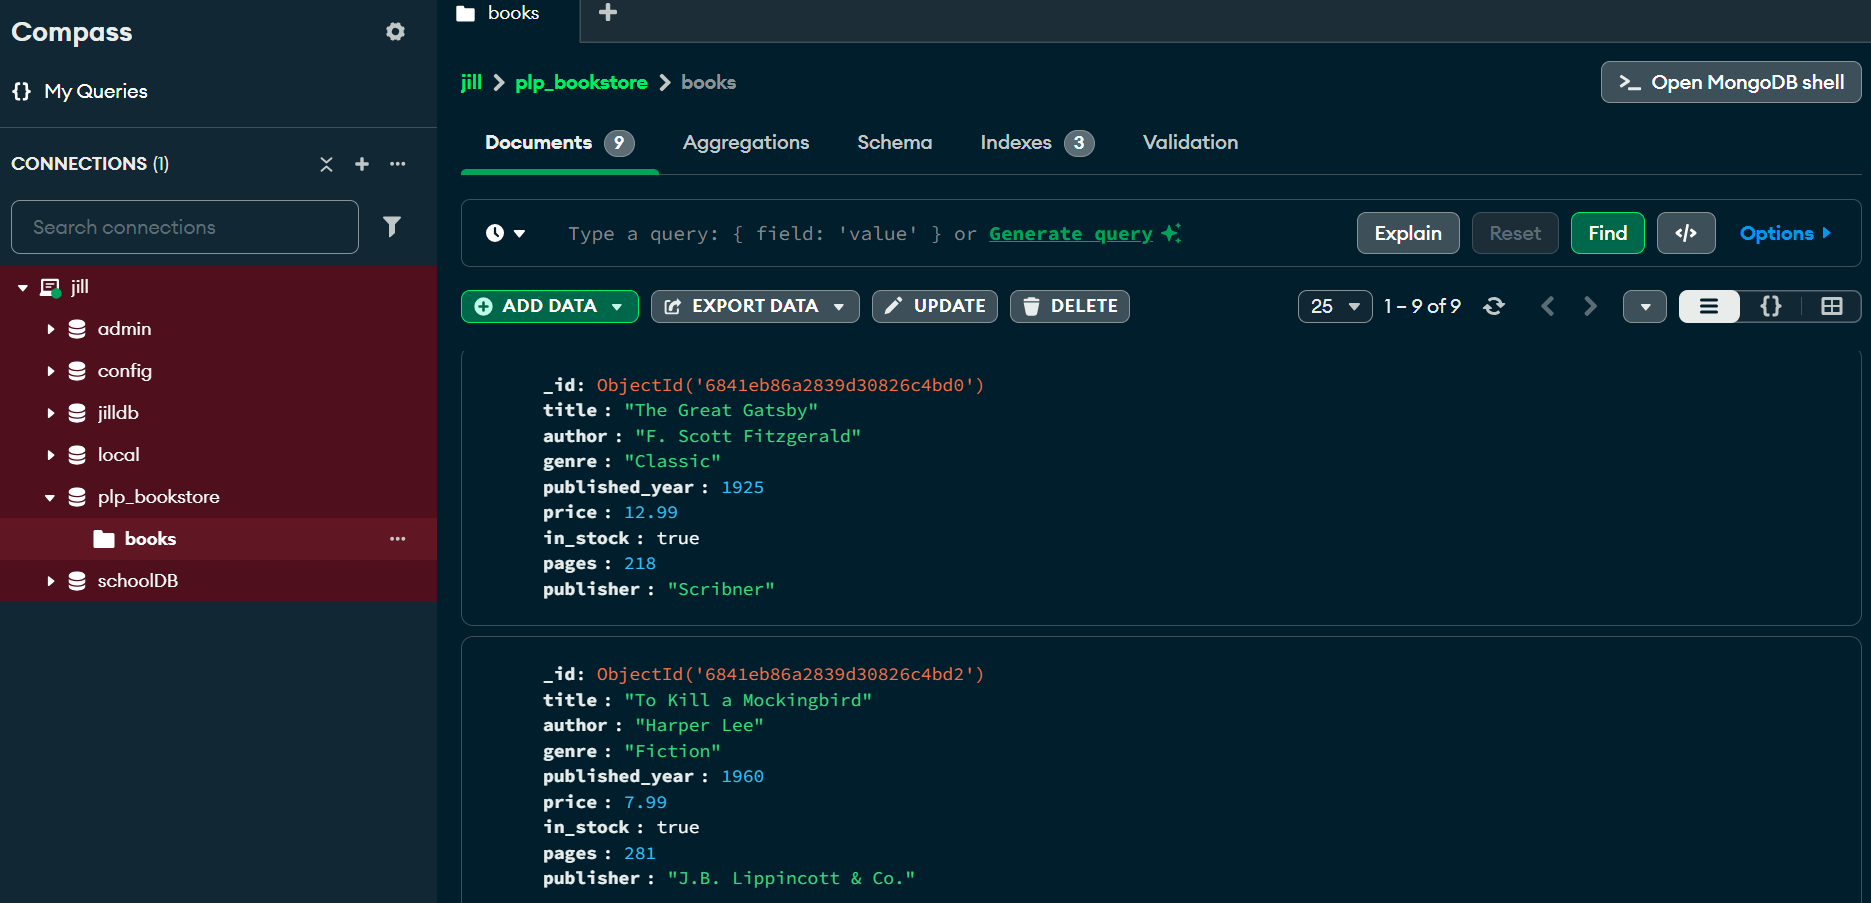 Compass
My Queries
CONNECTIONS (1)
Search connections
jill
admin
config
jilldb
local
plp_bookstore
books
schoolDB
books
jill > plp_bookstore > books
>_ Open MongoDB shell
Documents 9 Aggregations Schema Indexes 3 Validation
Type a query: { field: 'value' } or Generate query
Explain Reset Find </> Options
ADD DATA EXPORT DATA UPDATE DELETE
25 1 – 9 of 9 {}
_id: ObjectId('6841eb86a2839d30826c4bd0')
title : "The Great Gatsby"
author : "F. Scott Fitzgerald"
genre : "Classic"
published_year : 1925
price : 12.99
in_stock : true
pages : 218
publisher : "Scribner"
_id: ObjectId('6841eb86a2839d30826c4bd2')
title : "To Kill a Mockingbird"
author : "Harper Lee"
genre : "Fiction"
published_year : 1960
price : 7.99
in_stock : true
pages : 281
publisher : "J.B. Lippincott & Co."